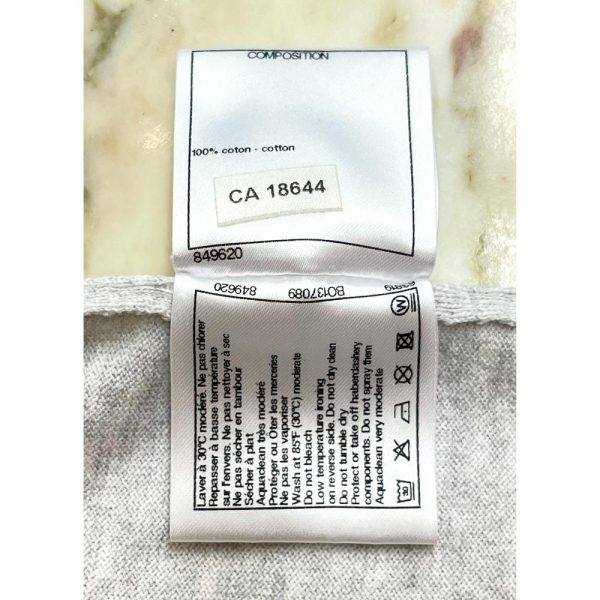 COMPOSITION
100% coton - cotton
CA 18644
849620
849620
BO137089
Laver à 30°C modéré. Ne pas chlorer
Repasser à basse température
sur l'envers. Ne pas nettoyer à sec
Ne pas sécher en tambour
Sécher à plat
Aquaclean très modéré
Protéger ou Oter les merceries
Ne pas les vaporiser
Wash at 85°F (30°C) moderate
Do not bleach
Low temperature ironing
on reverse side. Do not dry clean
Do not tumble dry
Protect or take off haberdashery
components. Do not spray them
Aquaclean very moderate
30
W